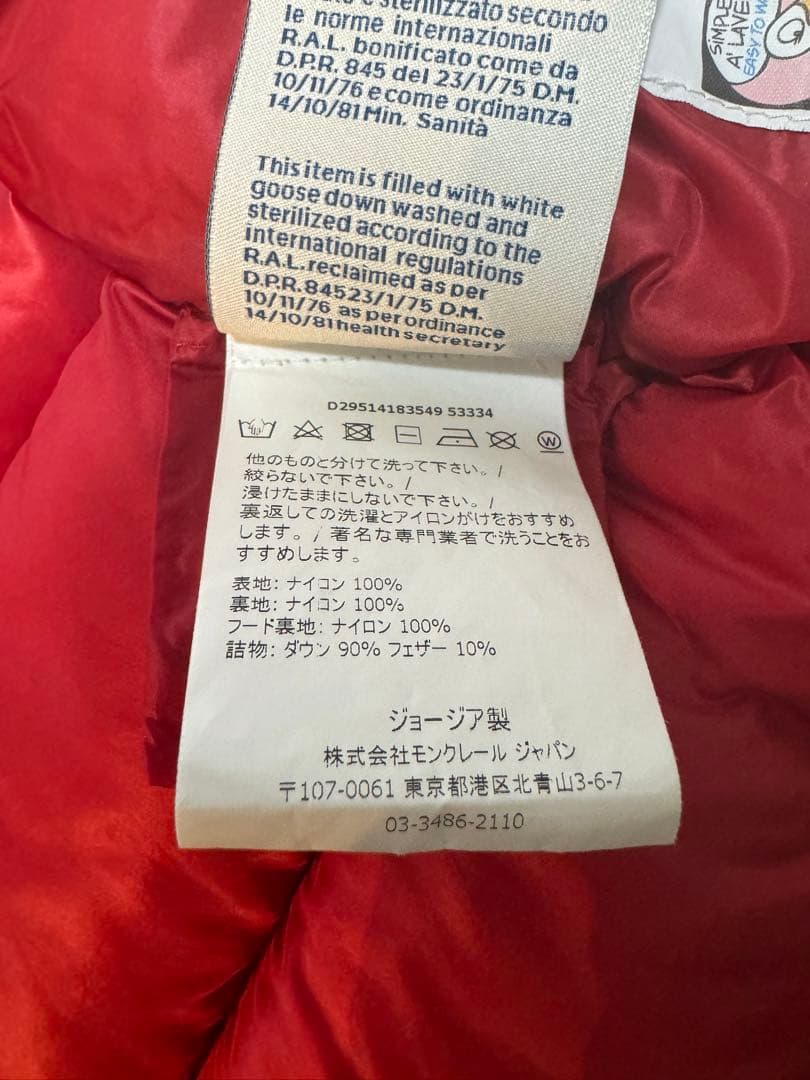 sterilizzato secondo
le norme internazionali
R.A.L. bonificato come da
D.P.R. 845 del 23/1/75 D.M.
10/11/76 e come ordinanza
14/10/81 Min. Sanità
This item is filled with white
goose down washed and
sterilized according to the
international regulations
R.A.L. reclaimed as per
D.P.R. 84523/1/75 D.M.
10/11/76 as per ordinance
14/10/81 health secretary
SIMPLE
A' LAVE
EASY TO WA
D29514183549 53334
W
他のものと分けて洗って下さい。/
絞らないで下さい。/
浸けたままにしないで下さい。/
裏返しての洗濯とアイロンがけをおすすめ
します。/ 著名な専門業者で洗うことをお
すすめします。
表地: ナイロン 100%
裏地: ナイロン 100%
フード裏地: ナイロン 100%
詰物: ダウン 90% フェザー 10%
ジョージア製
株式会社モンクレール ジャパン
〒107-0061 東京都港区北青山3-6-7
03-3486-2110